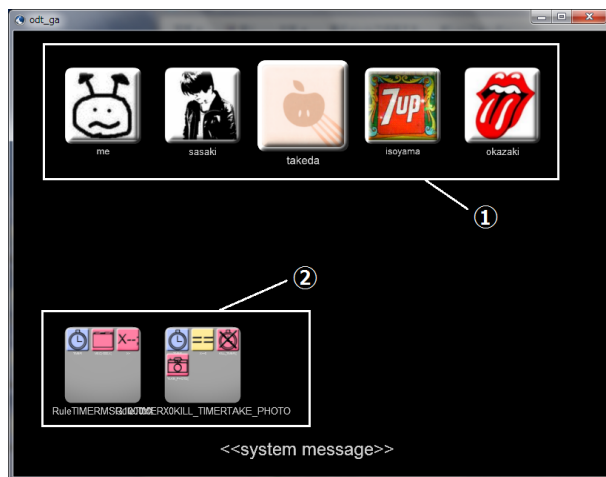 odt_ga
7up
me
sasaki
takeda
isoyama
okazaki
①
②
==
<<system message>>